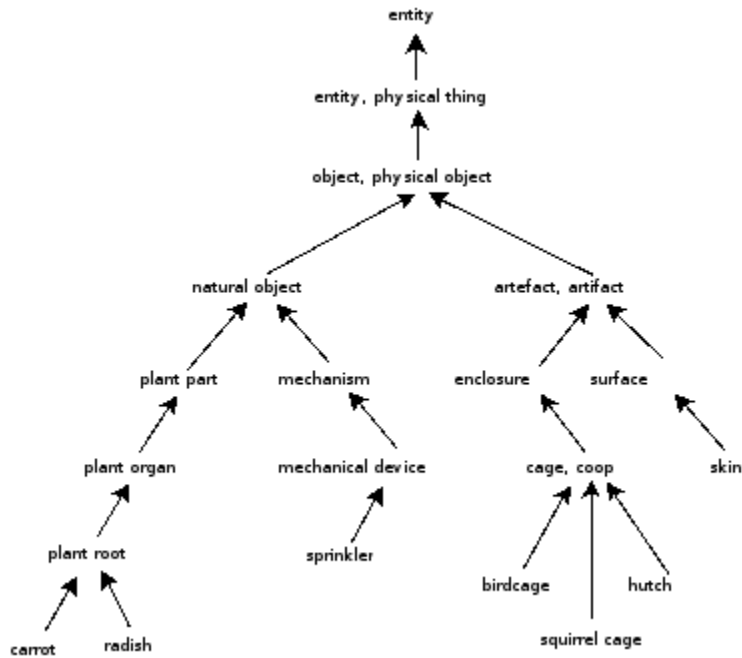 entity
entity, physical thing
object, physical object
natural object
artefact, artifact
plant part
mechanism
enclosure
surface
plant organ
mechanical device
cage, coop
skin
plant root
sprinkler
birdcage
hutch
carrot
radish
squirrel cage